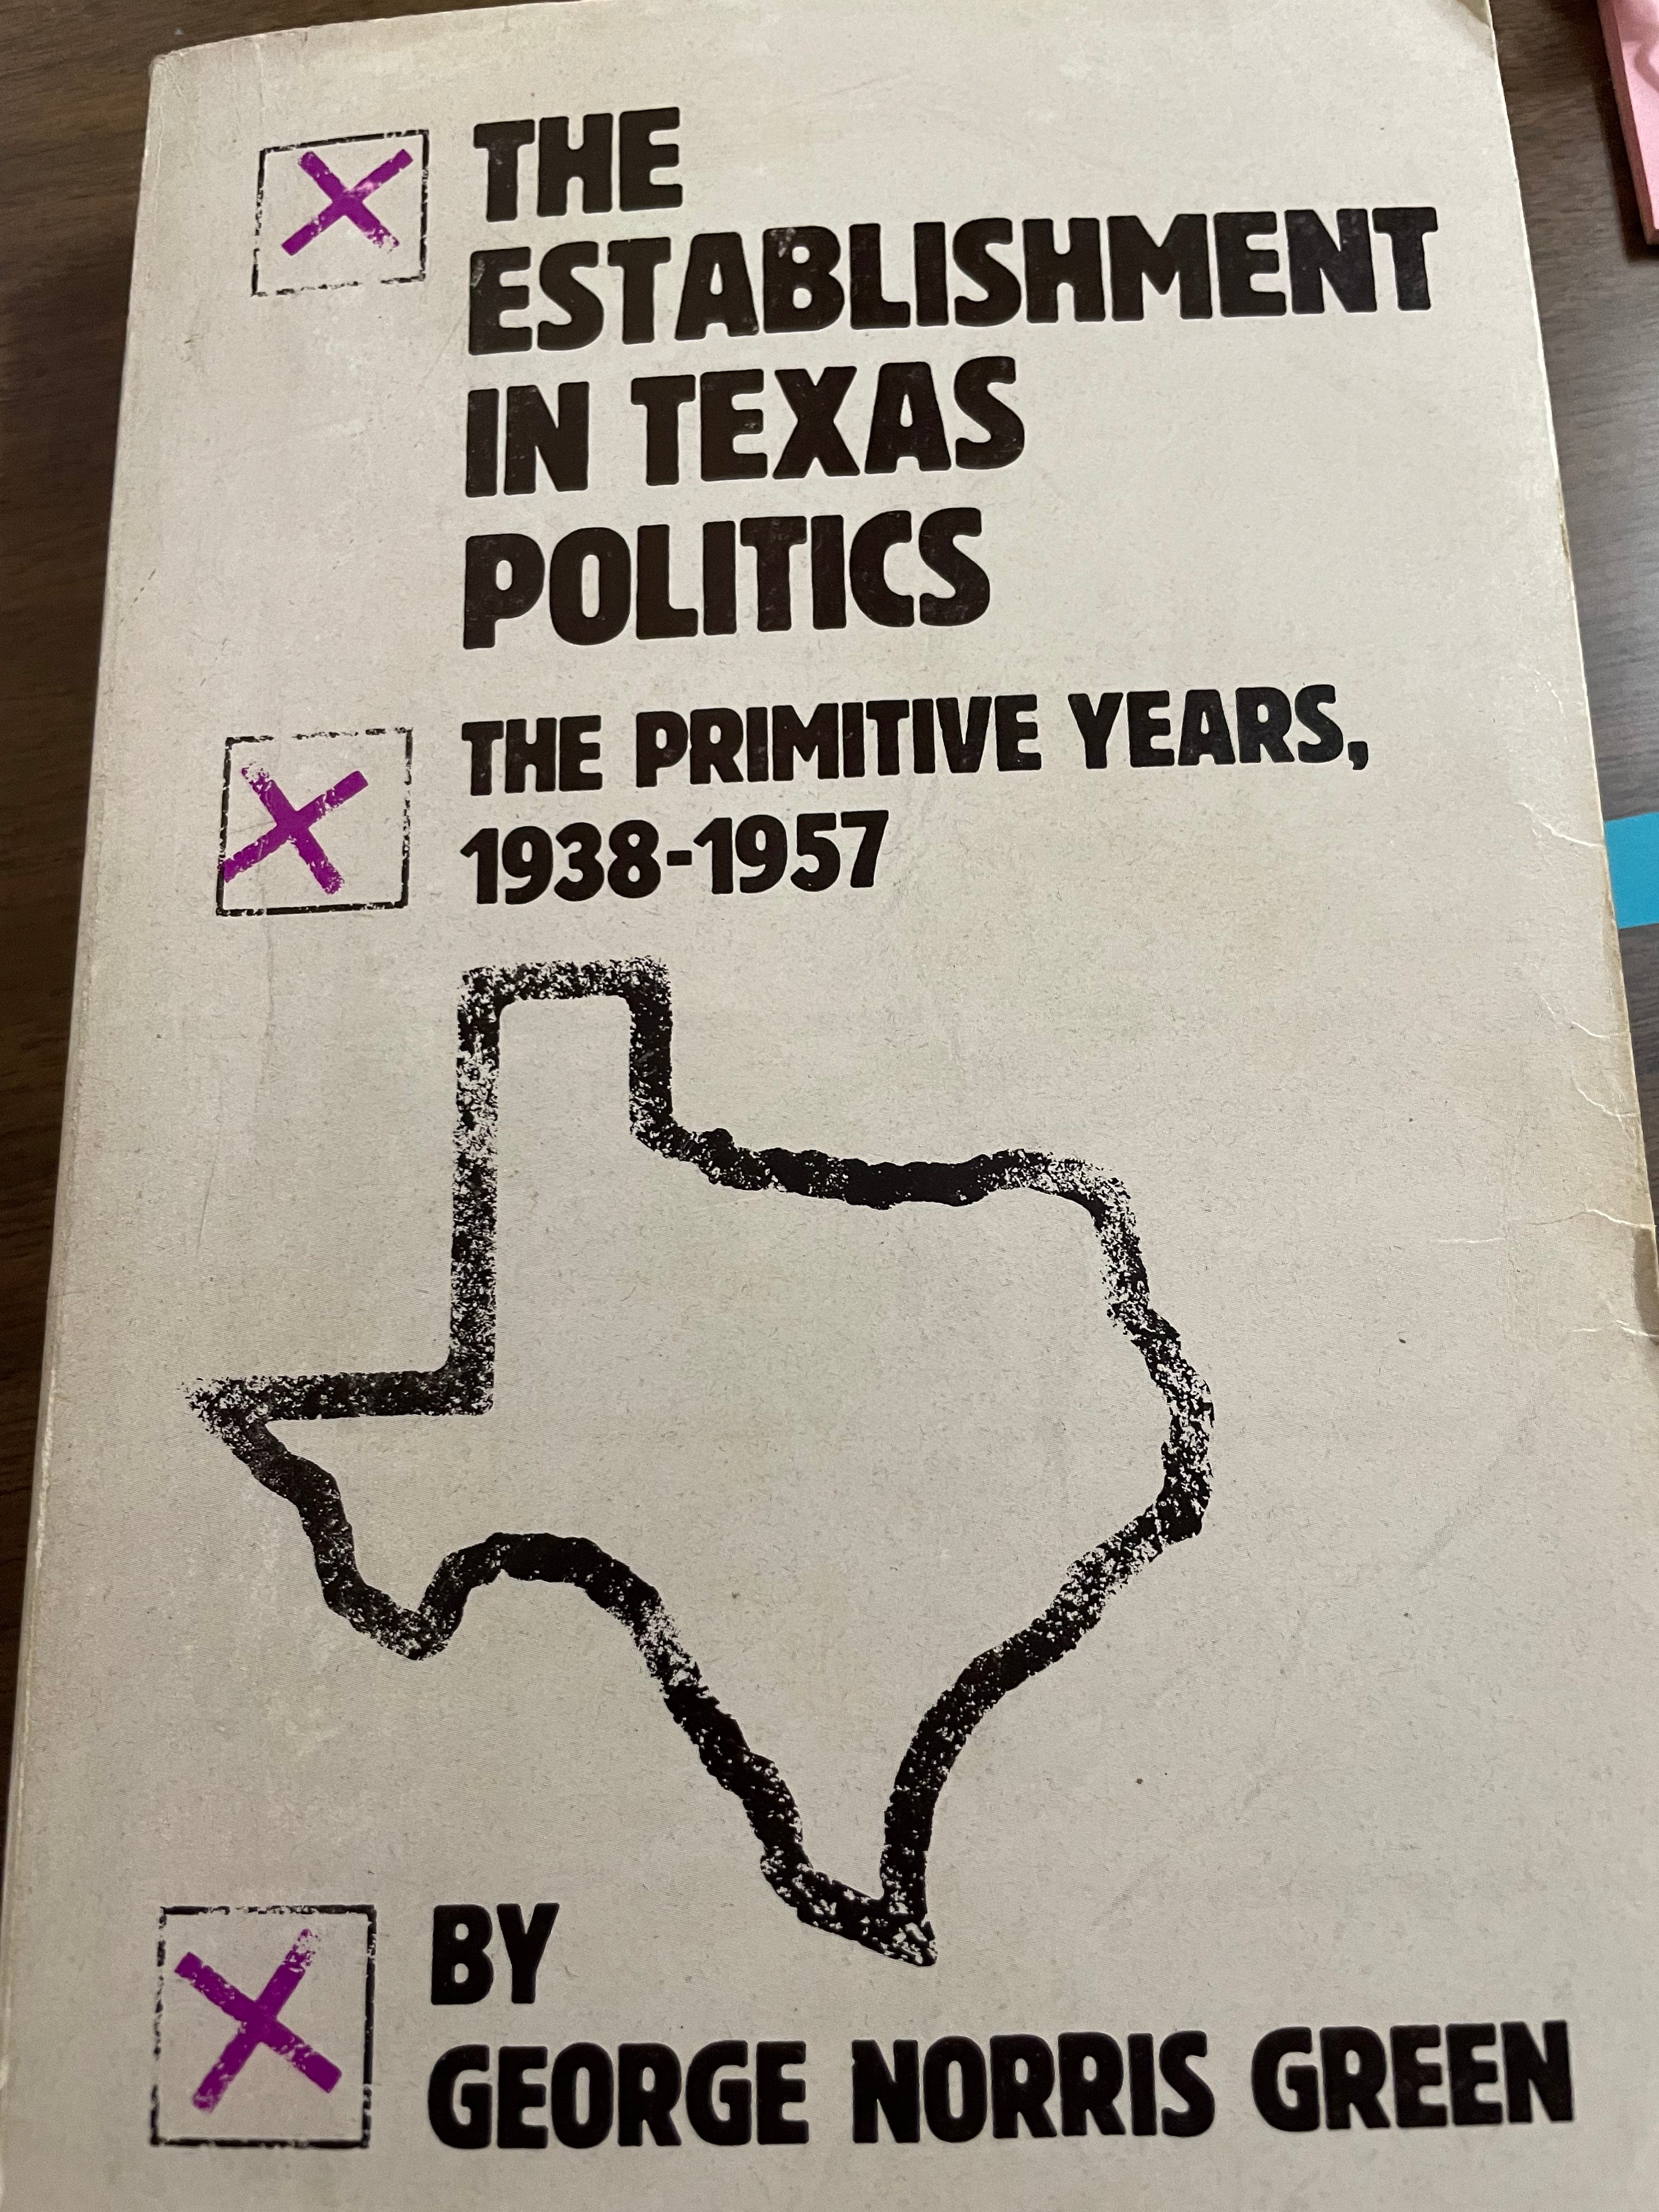 THE
ESTABLISHMENT
IN TEXAS
POLITICS
THE PRIMITIVE YEARS,
1938-1957
BY
GEORGE NORRIS GREEN